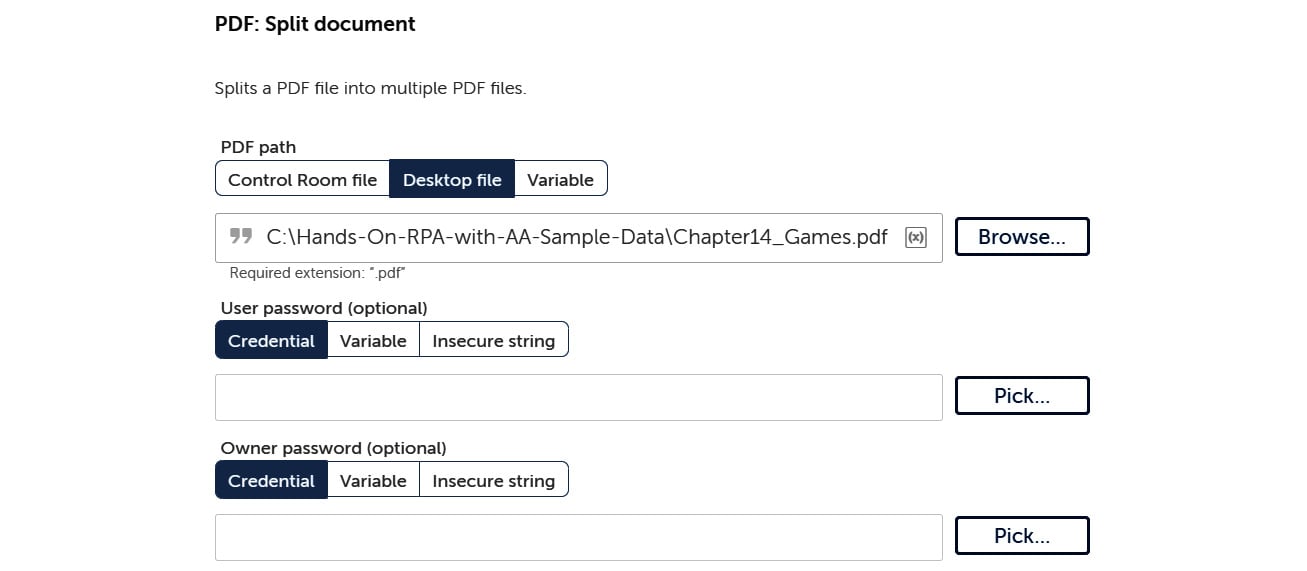 PDF: Split document
Splits a PDF file into multiple PDF files.
PDF path
Control Room file Desktop file Variable
C:\Hands-On-RPA-with-AA-Sample-Data\Chapter14_Games.pdf (x) Browse...
Required extension: ".pdf"
User password (optional)
Credential Variable Insecure string
Pick...
Owner password (optional)
Credential Variable Insecure string
Pick...